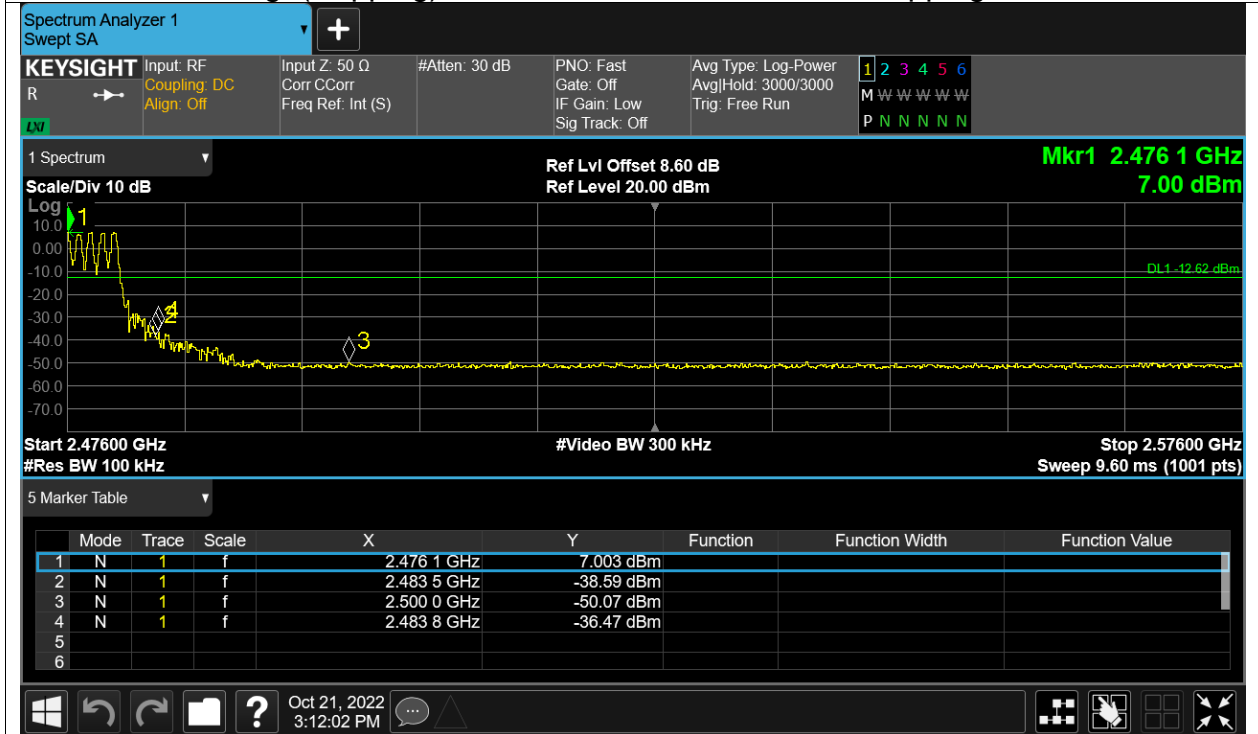 Spectrum Analyzer 1
Swept SA
KEYSIGHT Input: RF Input Z: 50 Ω #Atten: 30 dB PNO: Fast Avg Type: Log-Power 1 2 3 4 5 6
R Coupling: DC Corr CCorr Gate: Off Avg|Hold: 3000/3000 M W W W W W
Align: Off Freq Ref: Int (S) IF Gain: Low Trig: Free Run
LXI Sig Track: Off P N N N N N
1 Spectrum Ref Lvl Offset 8.60 dB Mkr1 2.476 1 GHz
Scale/Div 10 dB Ref Level 20.00 dBm 7.00 dBm
Log
1
10.0
0.00
-10.0
DL1 -12.62 dBm
-20.0
-30.0
4
2
-40.0
3
-50.0
-60.0
-70.0
Start 2.47600 GHz #Video BW 300 kHz Stop 2.57600 GHz
#Res BW 100 kHz Sweep 9.60 ms (1001 pts)
5 Marker Table
Mode Trace Scale X Y Function Function Width Function Value
1 N 1 f 2.476 1 GHz 7.003 dBm
2 N 1 f 2.483 5 GHz -38.59 dBm
3 N 1 f 2.500 0 GHz -50.07 dBm
4 N 1 f 2.483 8 GHz -36.47 dBm
5
6
? Oct 21, 2022
3:12:02 PM